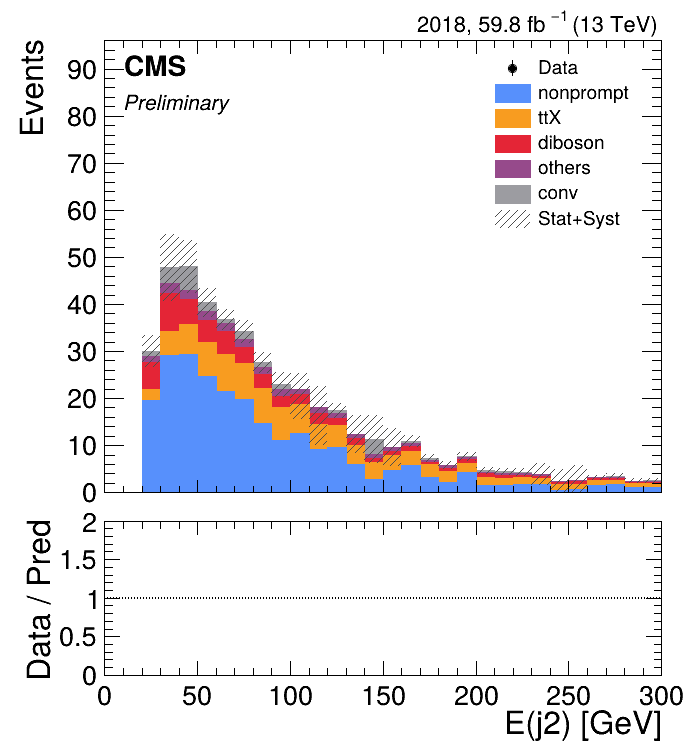 2018, 59.8 fb⁻¹ (13 TeV)
CMS
Preliminary
Events
90
80
70
60
50
40
30
20
10
0
Data
nonprompt
ttX
diboson
others
conv
Stat+Syst
Data / Pred
2
1.5
1
0.5
0
0 50 100 150 200 250 300
E(j2) [GeV]